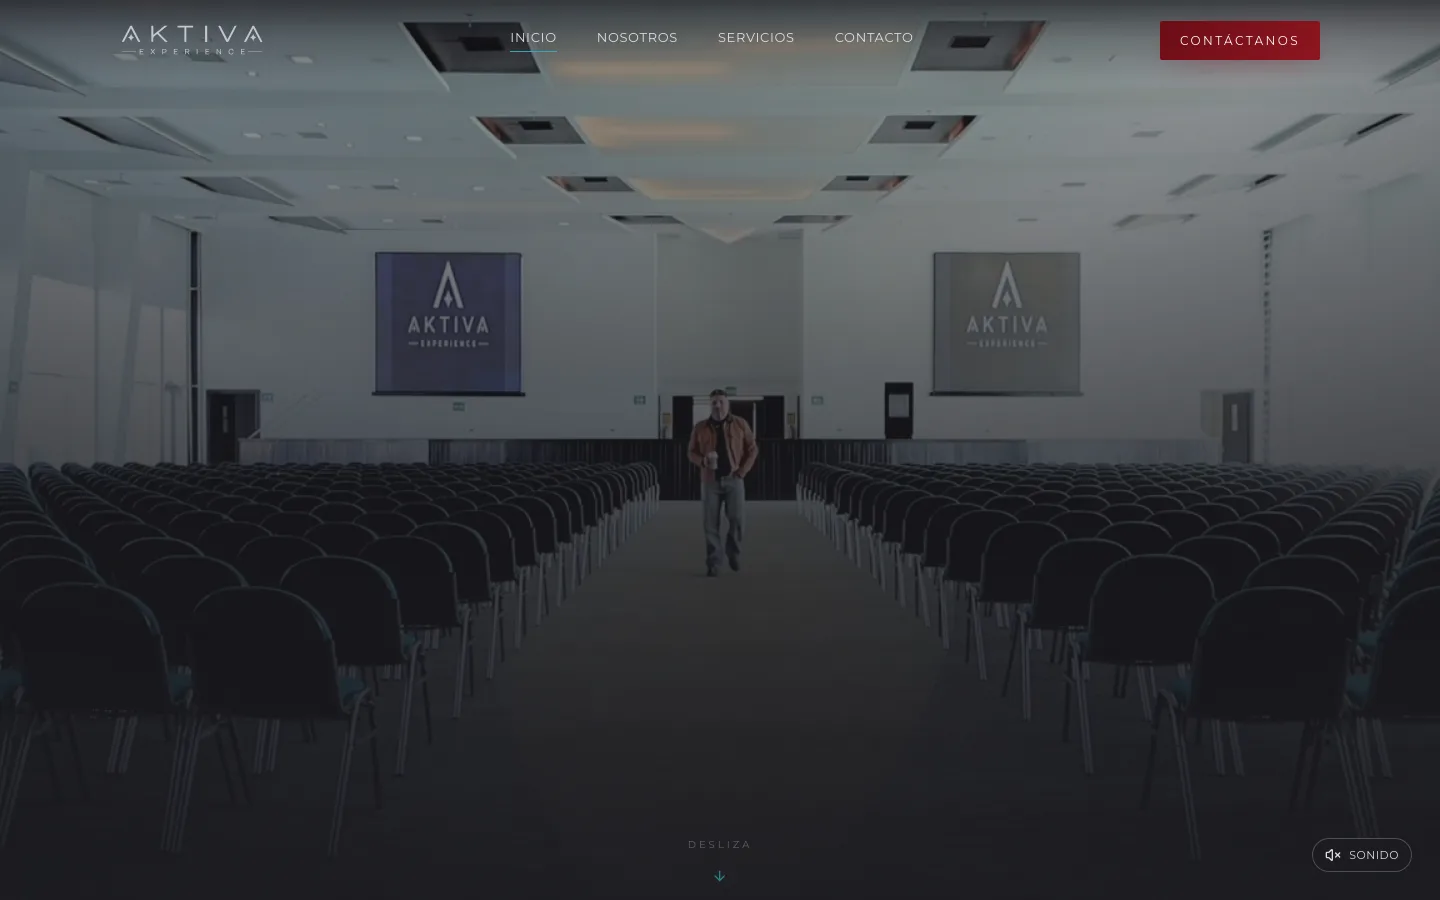 AKTIVA
EXPERIENCE
INICIO
NOSOTROS
SERVICIOS
CONTACTO
CONTÁCTANOS
AKTIVA
EXPERIENCE
AKTIVA
EXPERIENCE
DESLIZA
SONIDO